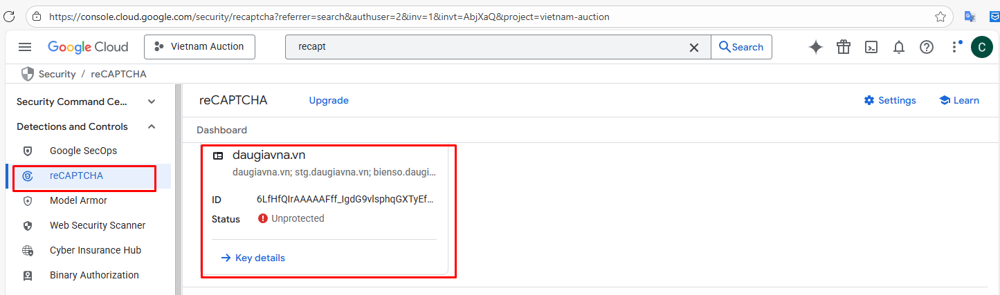 https://console.cloud.google.com/security/recaptcha?referrer=search&authuser=2&inv=1&invt=AbjXaQ&project=vietnam-auction
Google Cloud
Vietnam Auction
recapt
Search
C
Security / reCAPTCHA
Security Command Ce...
reCAPTCHA
Upgrade
Settings
Learn
Detections and Controls
Dashboard
Google SecOps
reCAPTCHA
Model Armor
Web Security Scanner
Cyber Insurance Hub
Binary Authorization
daugiavna.vn
daugiavna.vn; stg.daugiavna.vn; bienso.daugi...
ID 6LfHfQIrAAAAAFff_IgdG9vIsphqGXTyEf...
Status Unprotected
Key details